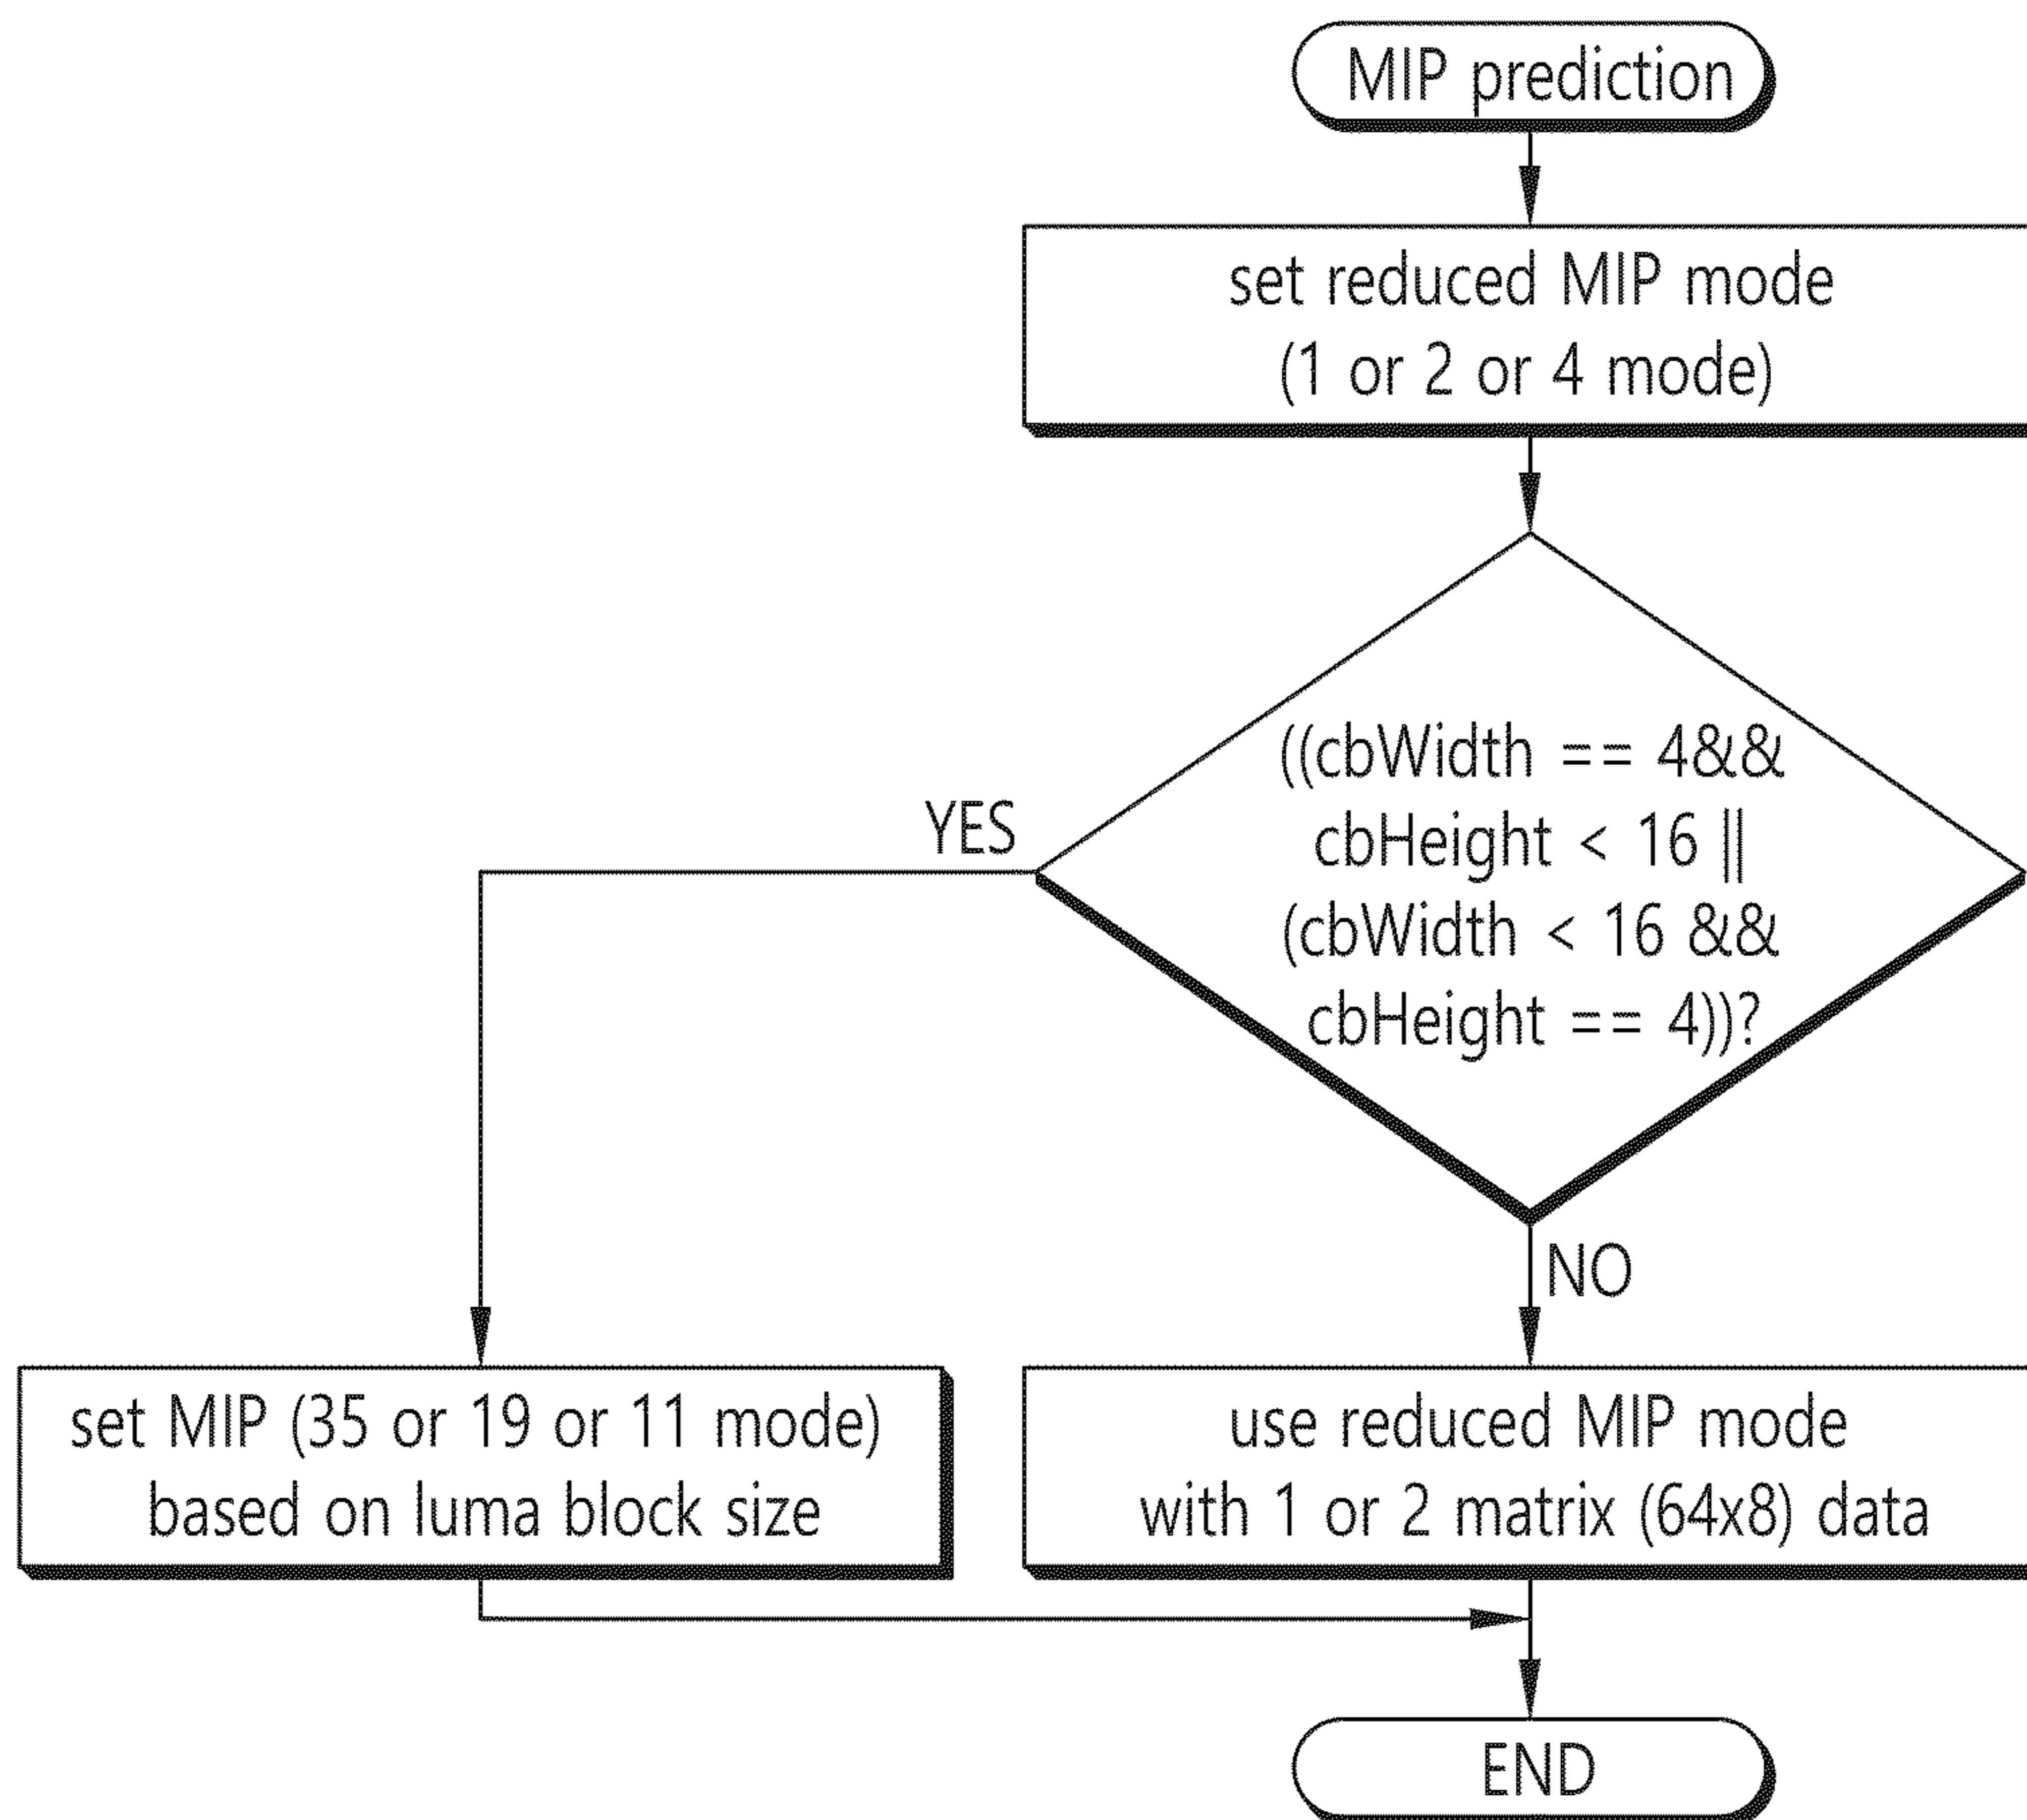 MIP prediction
set reduced MIP mode
(1 or 2 or 4 mode)
((cbWidth == 4&&
cbHeight < 16 ||
(cbWidth < 16 &&
cbHeight == 4))?
YES
NO
set MIP (35 or 19 or 11 mode)
based on luma block size
use reduced MIP mode
with 1 or 2 matrix (64x8) data
END